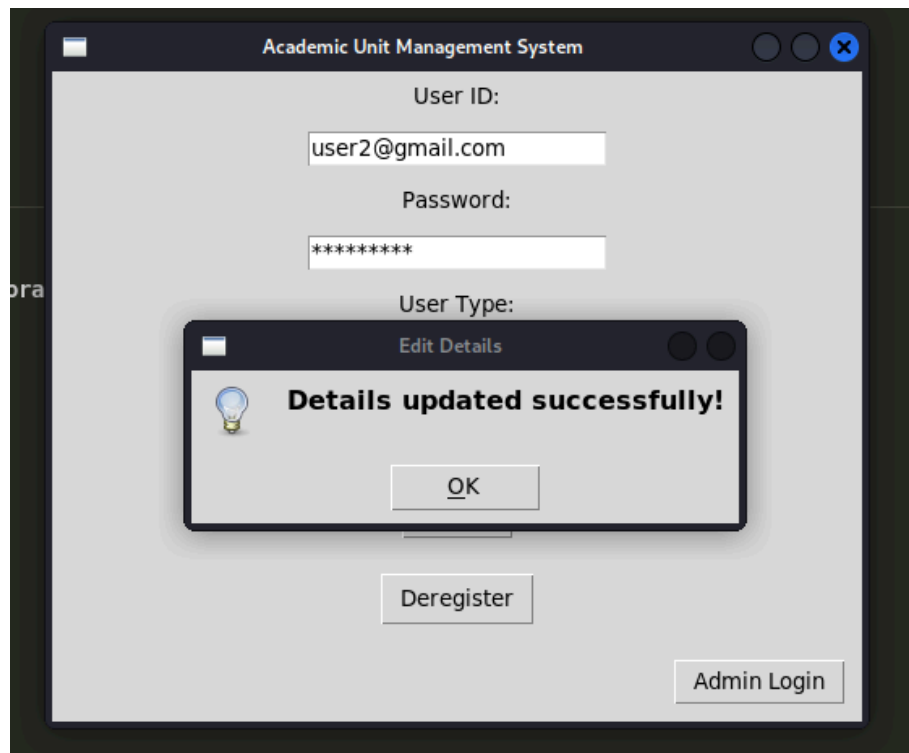 Academic Unit Management System
User ID:
user2@gmail.com
Password:
*********
ora
User Type:
Edit Details
Details updated successfully!
OK
Deregister
Admin Login